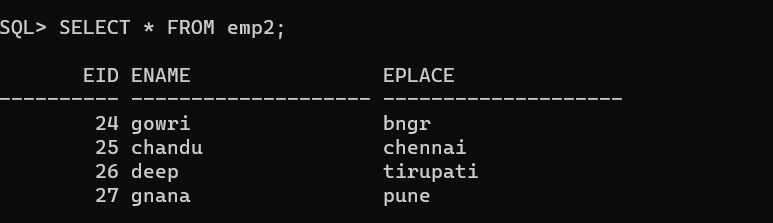 SQL> SELECT * FROM emp2;
       EID ENAME                EPLACE
---------- -------------------- --------------------
        24 gowri                bngr
        25 chandu               chennai
        26 deep                 tirupati
        27 gnana                pune